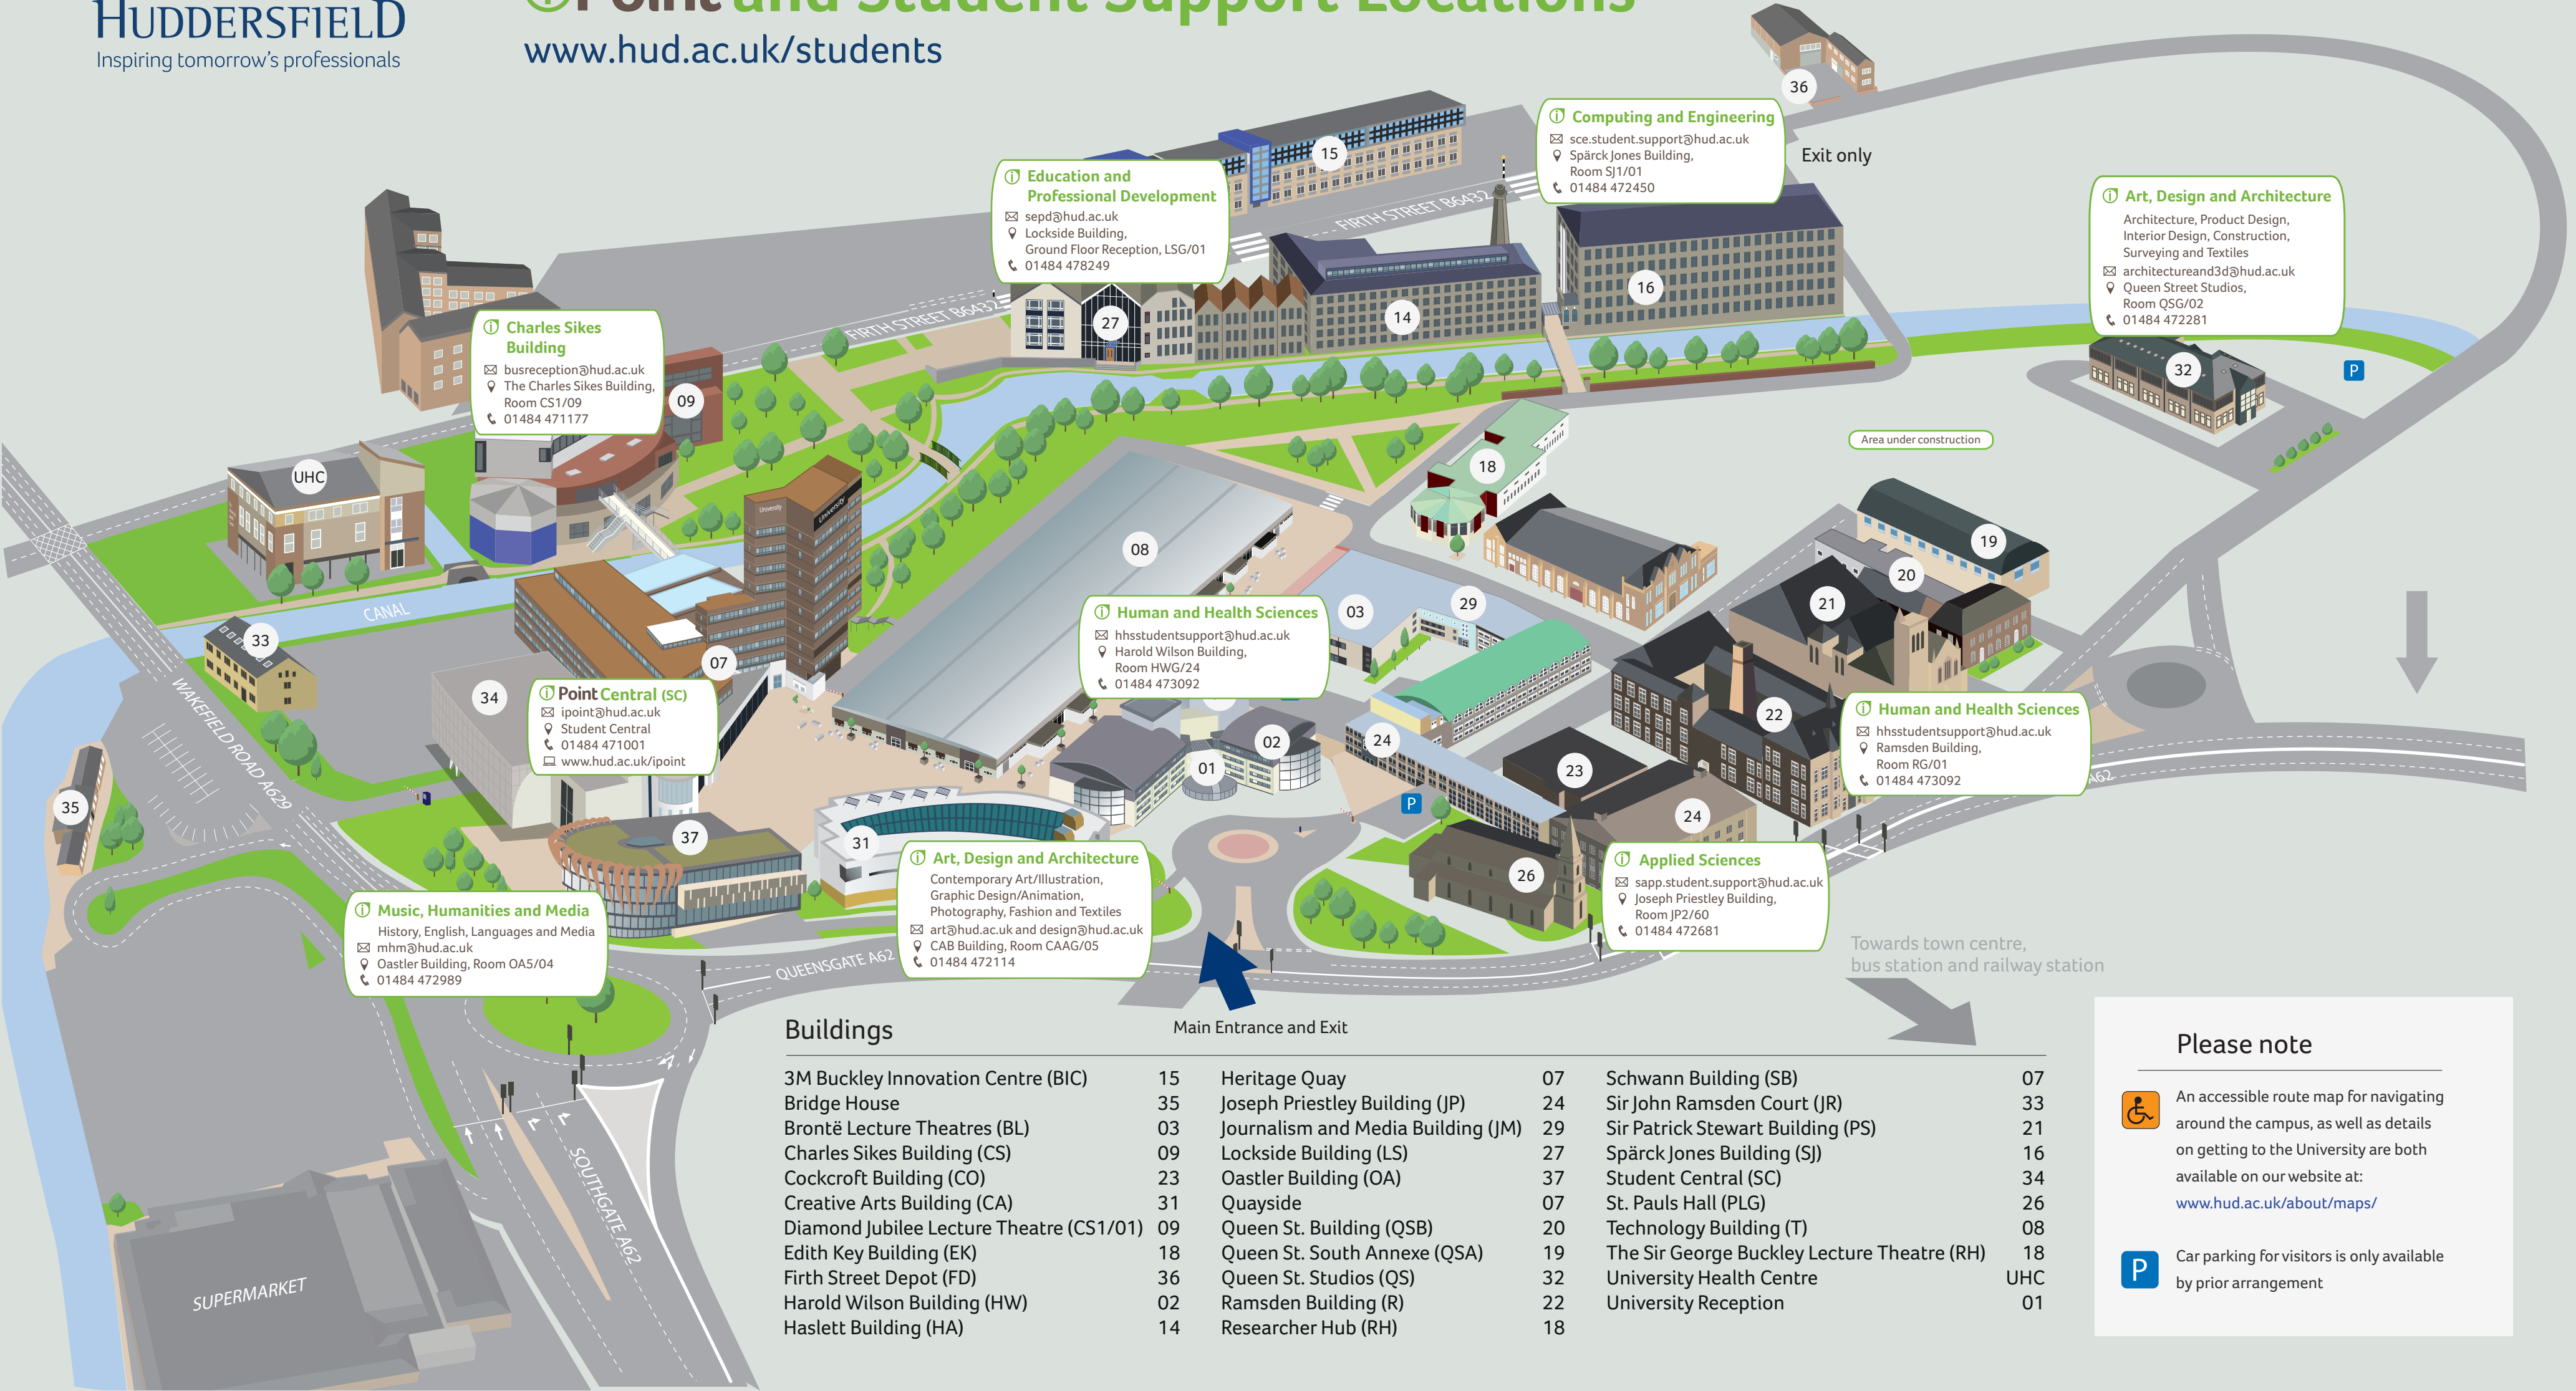 HUDDERSFIELD
Inspiring tomorrow's professionals
iPoint and Student Support Locations
www.hud.ac.uk/students
36
Exit only
15
FIRTH STREET B6432
Computing and Engineering
sce.student.support@hud.ac.uk
Spärck Jones Building,
Room SJ1/01
01484 472450
Education and
Professional Development
sepd@hud.ac.uk
Lockside Building,
Ground Floor Reception, LSG/01
01484 478249
Art, Design and Architecture
Architecture, Product Design,
Interior Design, Construction,
Surveying and Textiles
architectureand3d@hud.ac.uk
Queen Street Studios,
Room QSG/02
01484 472281
16
14
27
FIRTH STREET B6432
Charles Sikes
Building
busreception@hud.ac.uk
The Charles Sikes Building,
Room CS1/09
01484 471177
09
32
P
Area under construction
18
UHC
University
University
08
19
20
21
CANAL
33
03
29
Human and Health Sciences
hhsstudentsupport@hud.ac.uk
Harold Wilson Building,
Room HWG/24
01484 473092
07
34
iPoint Central (SC)
ipoint@hud.ac.uk
Student Central
01484 471001
www.hud.ac.uk/ipoint
WAKEFIELD ROAD A629
02
01
24
22
23
Human and Health Sciences
hhsstudentsupport@hud.ac.uk
Ramsden Building,
Room RG/01
01484 473092
A62
35
P
24
37
31
26
Art, Design and Architecture
Contemporary Art/Illustration,
Graphic Design/Animation,
Photography, Fashion and Textiles
art@hud.ac.uk and design@hud.ac.uk
CAB Building, Room CAAG/05
01484 472114
Applied Sciences
sapp.student.support@hud.ac.uk
Joseph Priestley Building,
Room JP2/60
01484 472681
Music, Humanities and Media
History, English, Languages and Media
mhm@hud.ac.uk
Oastler Building, Room OA5/04
01484 472989
QUEENSGATE A62
Towards town centre,
bus station and railway station
Main Entrance and Exit
SOUTHGATE A62
SUPERMARKET
Buildings
3M Buckley Innovation Centre (BIC) 15
Bridge House 35
Brontë Lecture Theatres (BL) 03
Charles Sikes Building (CS) 09
Cockcroft Building (CO) 23
Creative Arts Building (CA) 31
Diamond Jubilee Lecture Theatre (CS1/01) 09
Edith Key Building (EK) 18
Firth Street Depot (FD) 36
Harold Wilson Building (HW) 02
Haslett Building (HA) 14
Heritage Quay 07
Joseph Priestley Building (JP) 24
Journalism and Media Building (JM) 29
Lockside Building (LS) 27
Oastler Building (OA) 37
Quayside 07
Queen St. Building (QSB) 20
Queen St. South Annexe (QSA) 19
Queen St. Studios (QS) 32
Ramsden Building (R) 22
Researcher Hub (RH) 18
Schwann Building (SB) 07
Sir John Ramsden Court (JR) 33
Sir Patrick Stewart Building (PS) 21
Spärck Jones Building (SJ) 16
Student Central (SC) 34
St. Pauls Hall (PLG) 26
Technology Building (T) 08
The Sir George Buckley Lecture Theatre (RH) 18
University Health Centre UHC
University Reception 01
Please note
An accessible route map for navigating
around the campus, as well as details
on getting to the University are both
available on our website at:
www.hud.ac.uk/about/maps/
P
Car parking for visitors is only available
by prior arrangement